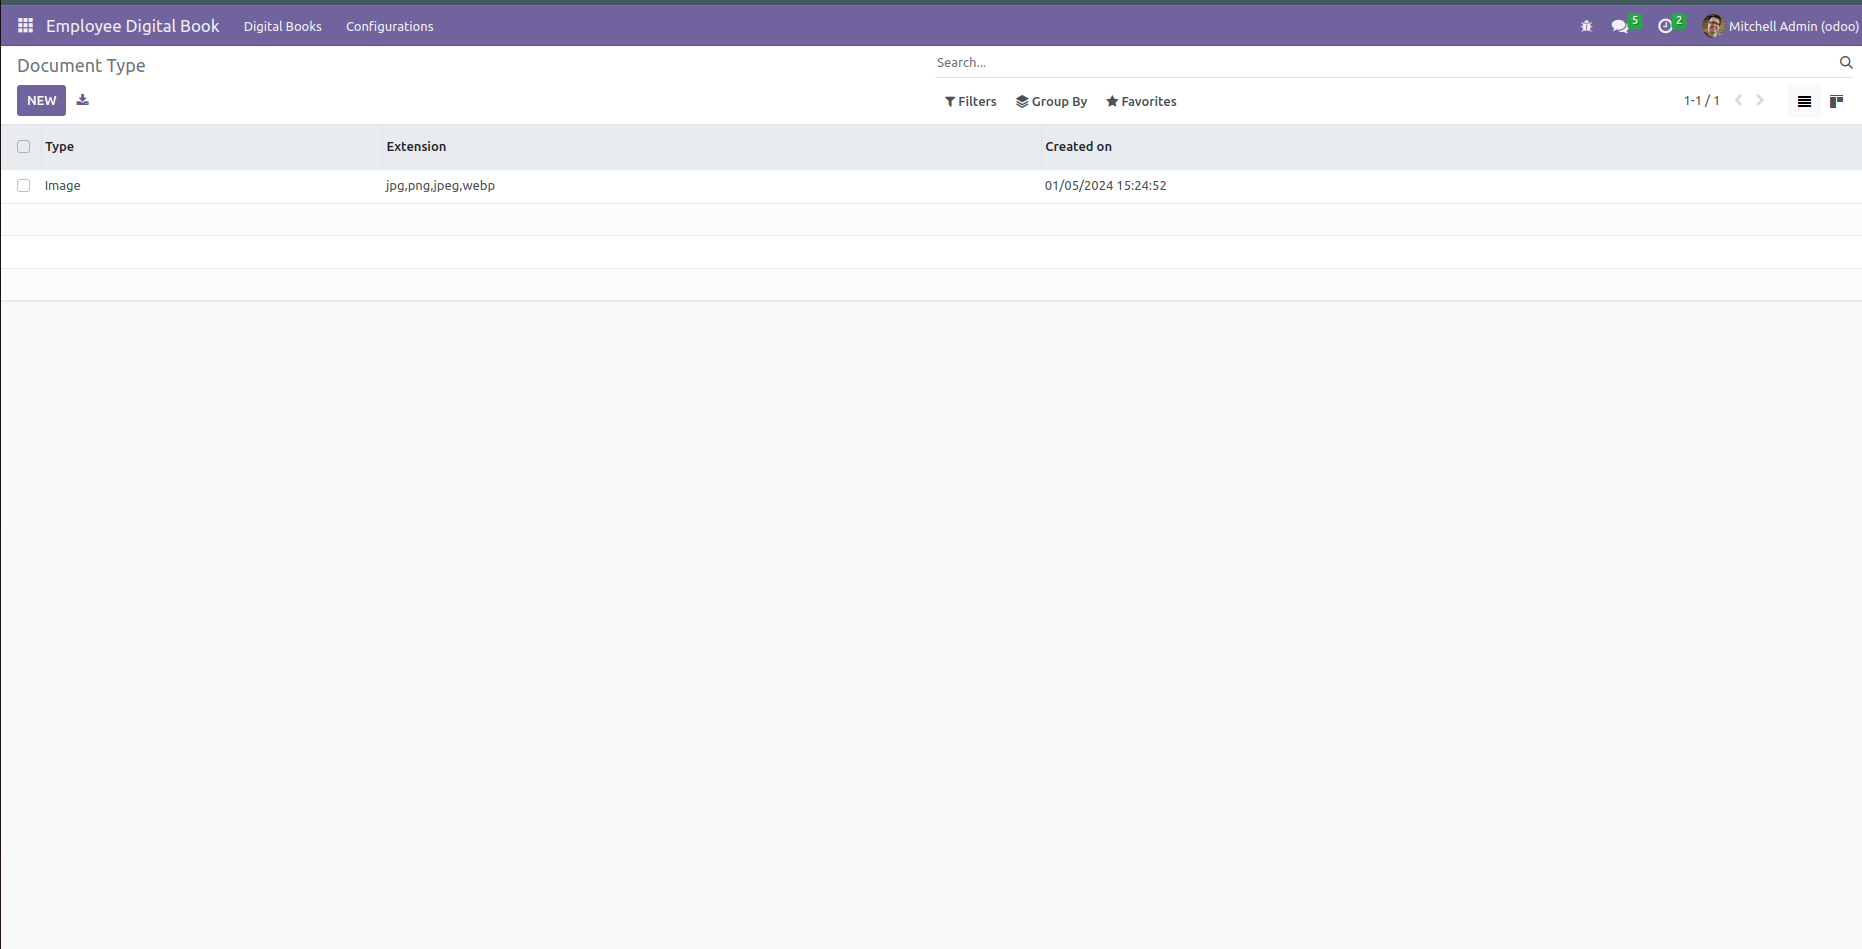 Employee Digital Book Digital Books Configurations 5 2 Mitchell Admin (odoo)
Document Type Search...
NEW Filters Group By Favorites 1-1 / 1
Type Extension Created on
Image jpg,png,jpeg,webp 01/05/2024 15:24:52